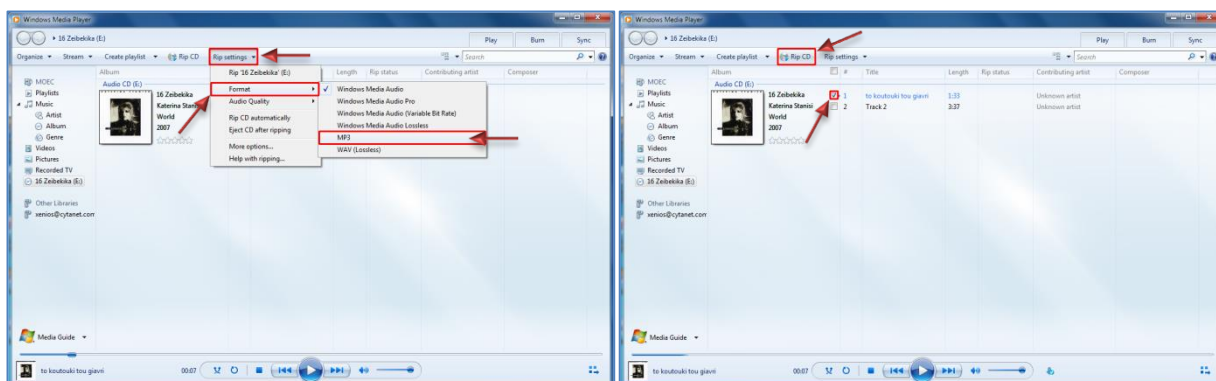 Windows Media Player
16 Zeibekika (E:)
Play Burn Sync
Organize Stream Create playlist Rip CD Rip settings Search
Album Length Rip status Contributing artist Composer
Audio CD (E:)
MOEC
Playlists
Music
Artist
Album
Genre
Videos
Pictures
Recorded TV
16 Zeibekika (E:)
Other Libraries
xenios@cytanet.com
16 Zeibekika
Katerina Stani
World
2007
Rip '16 Zeibekika' (E:)
Format
Audio Quality
Rip CD automatically
Eject CD after ripping
More options...
Help with ripping...
Windows Media Audio
Windows Media Audio Pro
Windows Media Audio (Variable Bit Rate)
Windows Media Audio Lossless
MP3
WAV (Lossless)
Media Guide
to koutouki tou giavri 00:07
Windows Media Player
16 Zeibekika (E:)
Play Burn Sync
Organize Stream Create playlist Rip CD Rip settings Search
Album # Title Length Rip status Contributing artist Composer
Audio CD (E:)
MOEC
Playlists
Music
Artist
Album
Genre
Videos
Pictures
Recorded TV
16 Zeibekika (E:)
Other Libraries
xenios@cytanet.com
16 Zeibekika
Katerina Stanisi
World
2007
1 to koutouki tou giavri 1:33 Unknown artist
2 Track 2 3:37 Unknown artist
Media Guide
to koutouki tou giavri 00:07